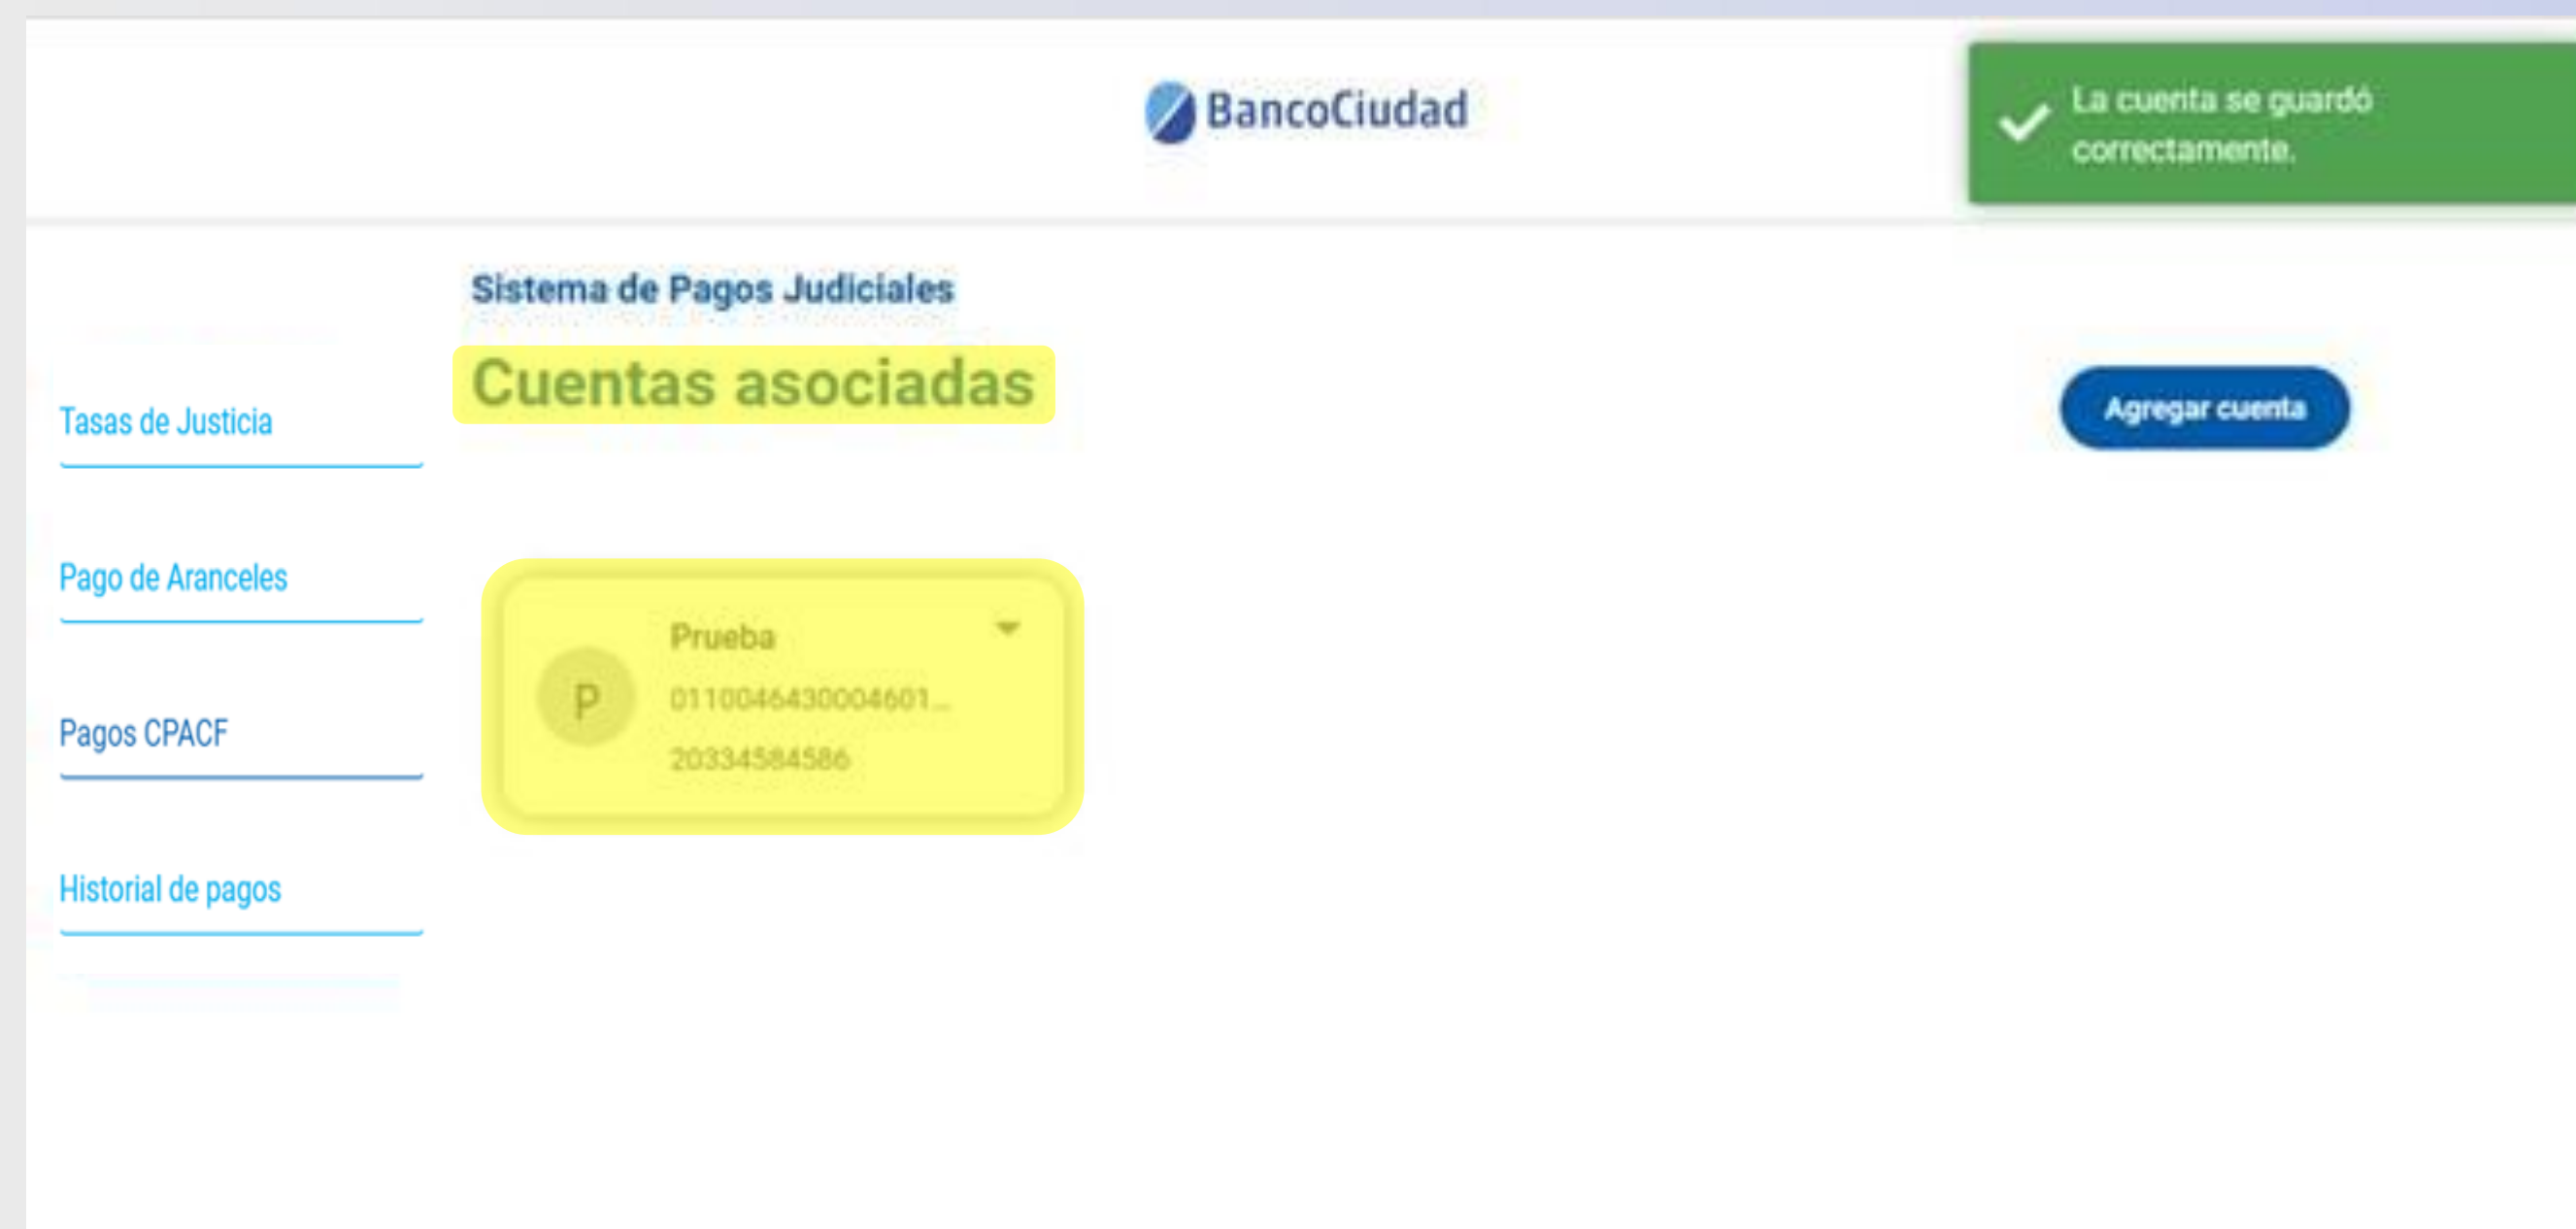 BancoCiudad
La cuenta se guardó
correctamente.
Sistema de Pagos Judiciales
Cuentas asociadas
Agregar cuenta
Tasas de Justicia
Pago de Aranceles
Pagos CPACF
Historial de pagos
Prueba
P
0110046430004601...
20334584586